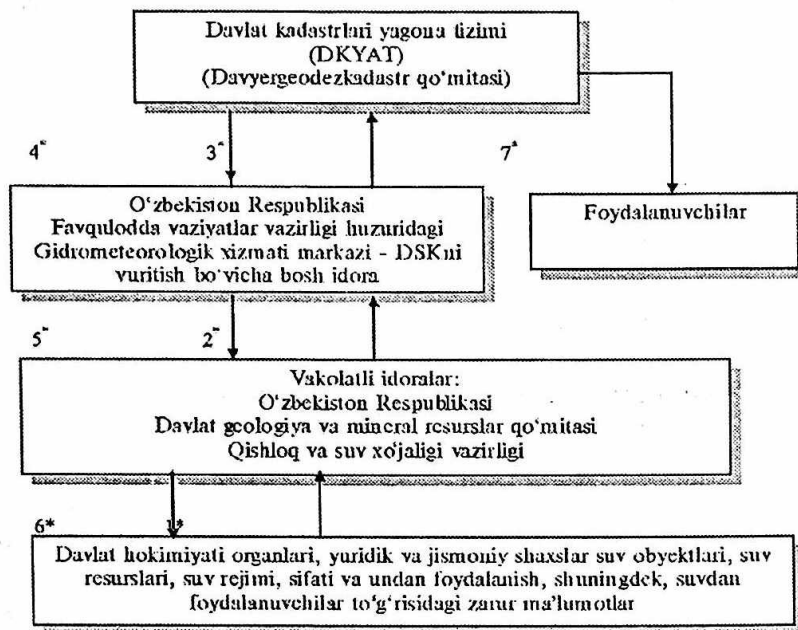 Davlat kadastrlari yagona tizimi
(DKYAT)
(Davyergeodezkadastr qo‘mitasi)
4* 3* 7*
O‘zbekiston Respublikasi
Favqulodda vaziyatlar vazirligi huzuridagi
Gidrometeorologik xizmati markazi - DSKni
yuritish bo‘yicha bosh idora
Foydalanuvchilar
5* 2*
Vakolatli idoralar:
O‘zbekiston Respublikasi
Davlat geologiya va mineral resurslar qo‘mitasi
Qishloq va suv xo‘jaligi vazirligi
6* 1*
Davlat hokimiyati organlari, yuridik va jismoniy shaxslar suv obyektlari, suv
resurslari, suv rejimi, sifati va undan foydalanish, shuningdek, suvdan
foydalanuvchilar to‘g‘risidagi zarur ma’lumotlar